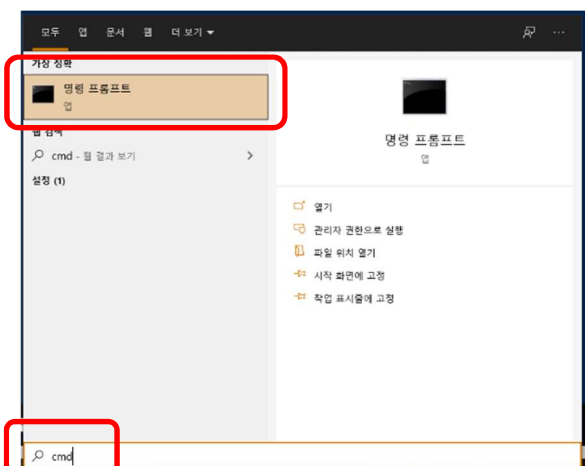 모두 앱 문서 웹 더 보기
가장 정확
명령 프롬프트
앱
웹 검색
cmd - 웹 결과 보기
설정 (1)
명령 프롬프트
앱
열기
관리자 권한으로 실행
파일 위치 열기
시작 화면에 고정
작업 표시줄에 고정
cmd